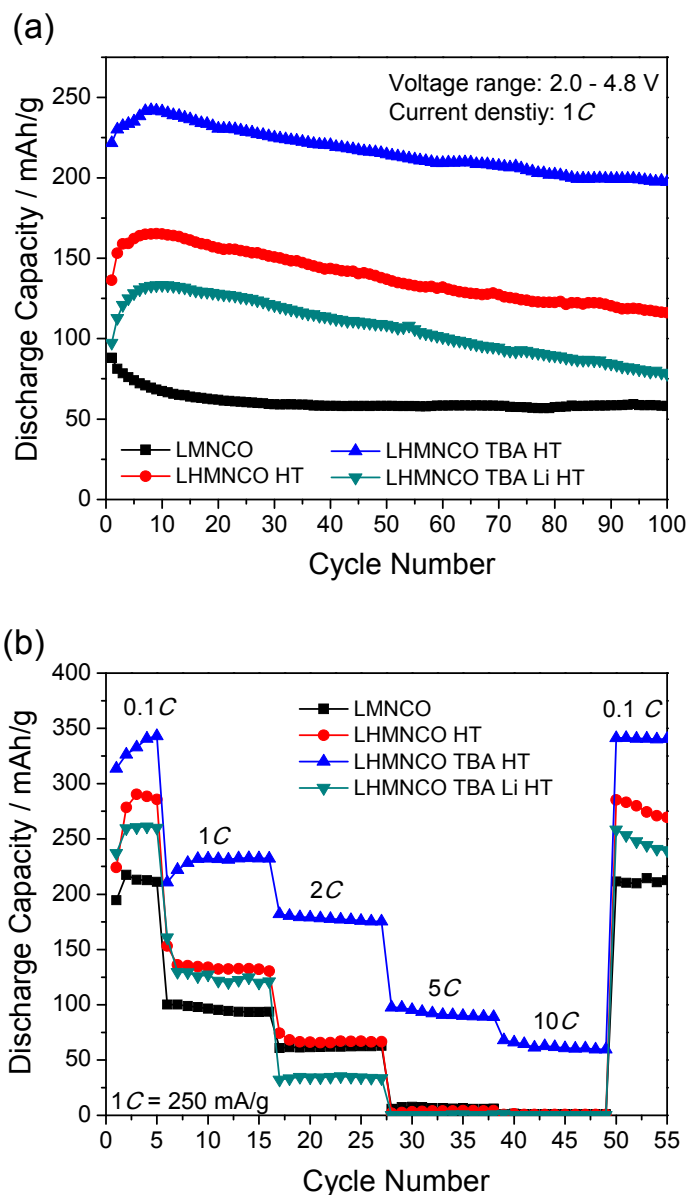 (a)
250
200
150
100
50
0
Discharge Capacity / mAh/g
Voltage range: 2.0 - 4.8 V
Current denstiy: 1C
LMNCO
LHMNCO HT
LHMNCO TBA HT
LHMNCO TBA Li HT
0 10 20 30 40 50 60 70 80 90 100
Cycle Number
(b)
400
350
300
250
200
150
100
50
0
Discharge Capacity / mAh/g
0.1C
1C
2C
5C
10C
0.1 C
LMNCO
LHMNCO HT
LHMNCO TBA HT
LHMNCO TBA Li HT
1C = 250 mA/g
0 5 10 15 20 25 30 35 40 45 50 55
Cycle Number